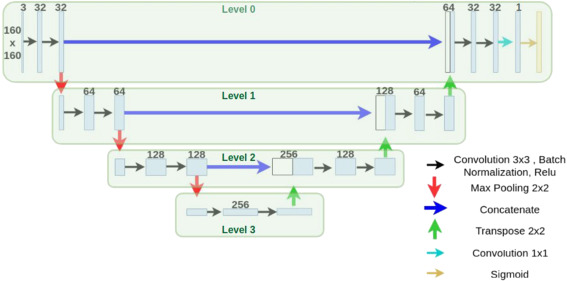 3 32 32 Level 0 64 32 32 1
160
x
160
64 64 Level 1 128 64
128 128 Level 2 256 128
256
Level 3
Convolution 3x3 , Batch
Normalization, Relu
Max Pooling 2x2
Concatenate
Transpose 2x2
Convolution 1x1
Sigmoid